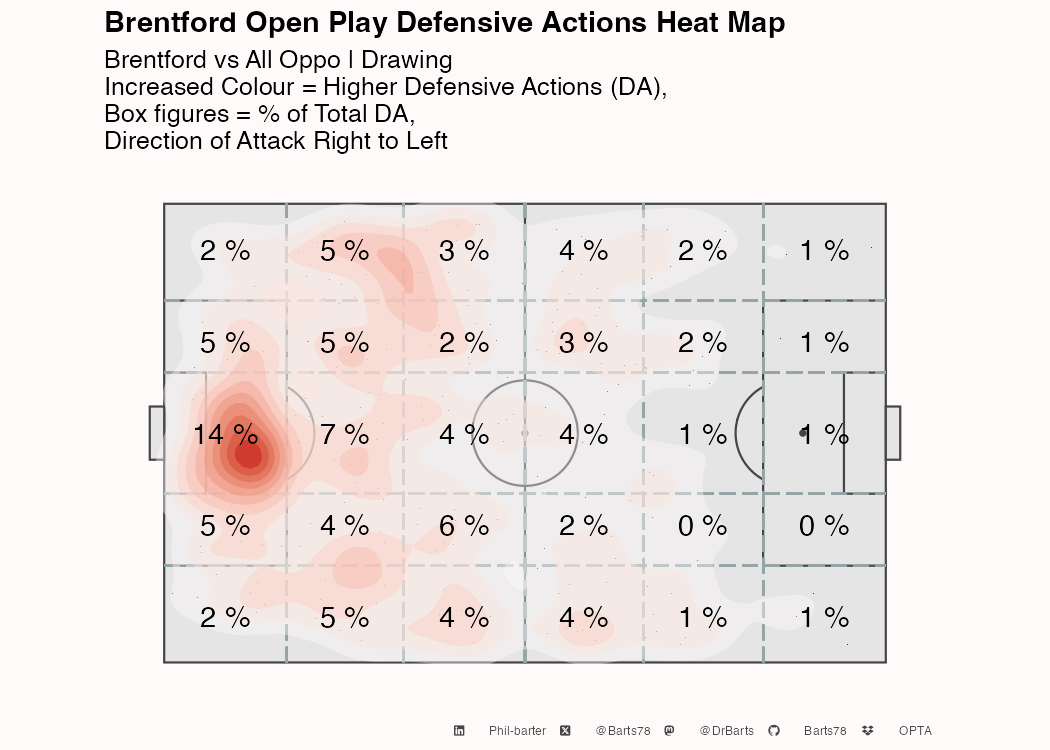 Brentford Open Play Defensive Actions Heat Map
Brentford vs All Oppo | Drawing
Increased Colour = Higher Defensive Actions (DA),
Box figures = % of Total DA,
Direction of Attack Right to Left
2 % 5 % 3 % 4 % 2 % 1 %
5 % 5 % 2 % 3 % 2 % 1 %
14 % 7 % 4 % 4 % 1 % 1 %
5 % 4 % 6 % 2 % 0 % 0 %
2 % 5 % 4 % 4 % 1 % 1 %
Phil-barter @Barts78 @DrBarts Barts78 OPTA